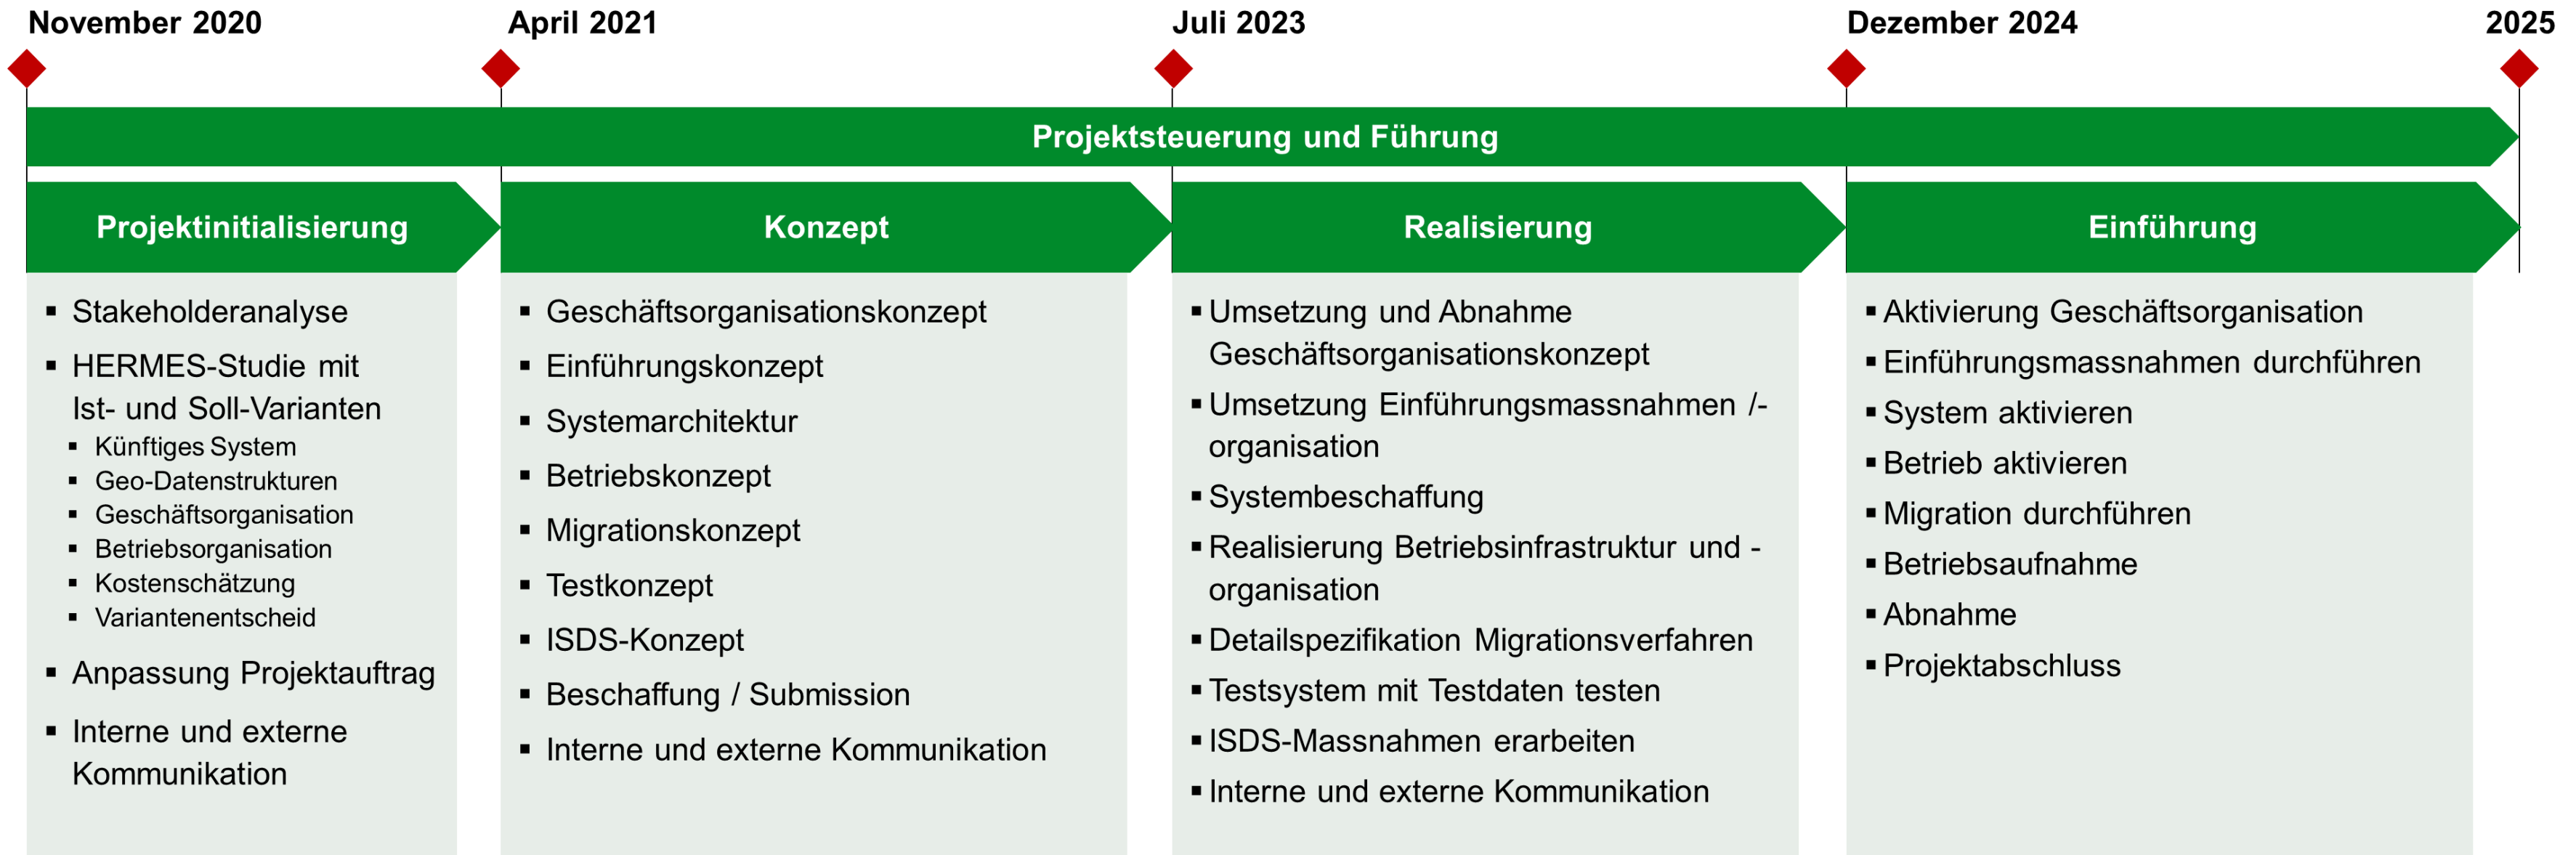 November 2020
April 2021
Juli 2023
Dezember 2024
2025
Projektsteuerung und Führung
Projektinitialisierung
Konzept
Realisierung
Einführung
▪ Stakeholderanalyse
▪ HERMES-Studie mit
Ist- und Soll-Varianten
▪ Künftiges System
▪ Geo-Datenstrukturen
▪ Geschäftsorganisation
▪ Betriebsorganisation
▪ Kostenschätzung
▪ Variantenentscheid
▪ Anpassung Projektauftrag
▪ Interne und externe
Kommunikation
▪ Geschäftsorganisationskonzept
▪ Einführungskonzept
▪ Systemarchitektur
▪ Betriebskonzept
▪ Migrationskonzept
▪ Testkonzept
▪ ISDS-Konzept
▪ Beschaffung / Submission
▪ Interne und externe Kommunikation
▪ Umsetzung und Abnahme
Geschäftsorganisationskonzept
▪ Umsetzung Einführungsmassnahmen /-
organisation
▪ Systembeschaffung
▪ Realisierung Betriebsinfrastruktur und -
organisation
▪ Detailspezifikation Migrationsverfahren
▪ Testsystem mit Testdaten testen
▪ ISDS-Massnahmen erarbeiten
▪ Interne und externe Kommunikation
▪ Aktivierung Geschäftsorganisation
▪ Einführungsmassnahmen durchführen
▪ System aktivieren
▪ Betrieb aktivieren
▪ Migration durchführen
▪ Betriebsaufnahme
▪ Abnahme
▪ Projektabschluss